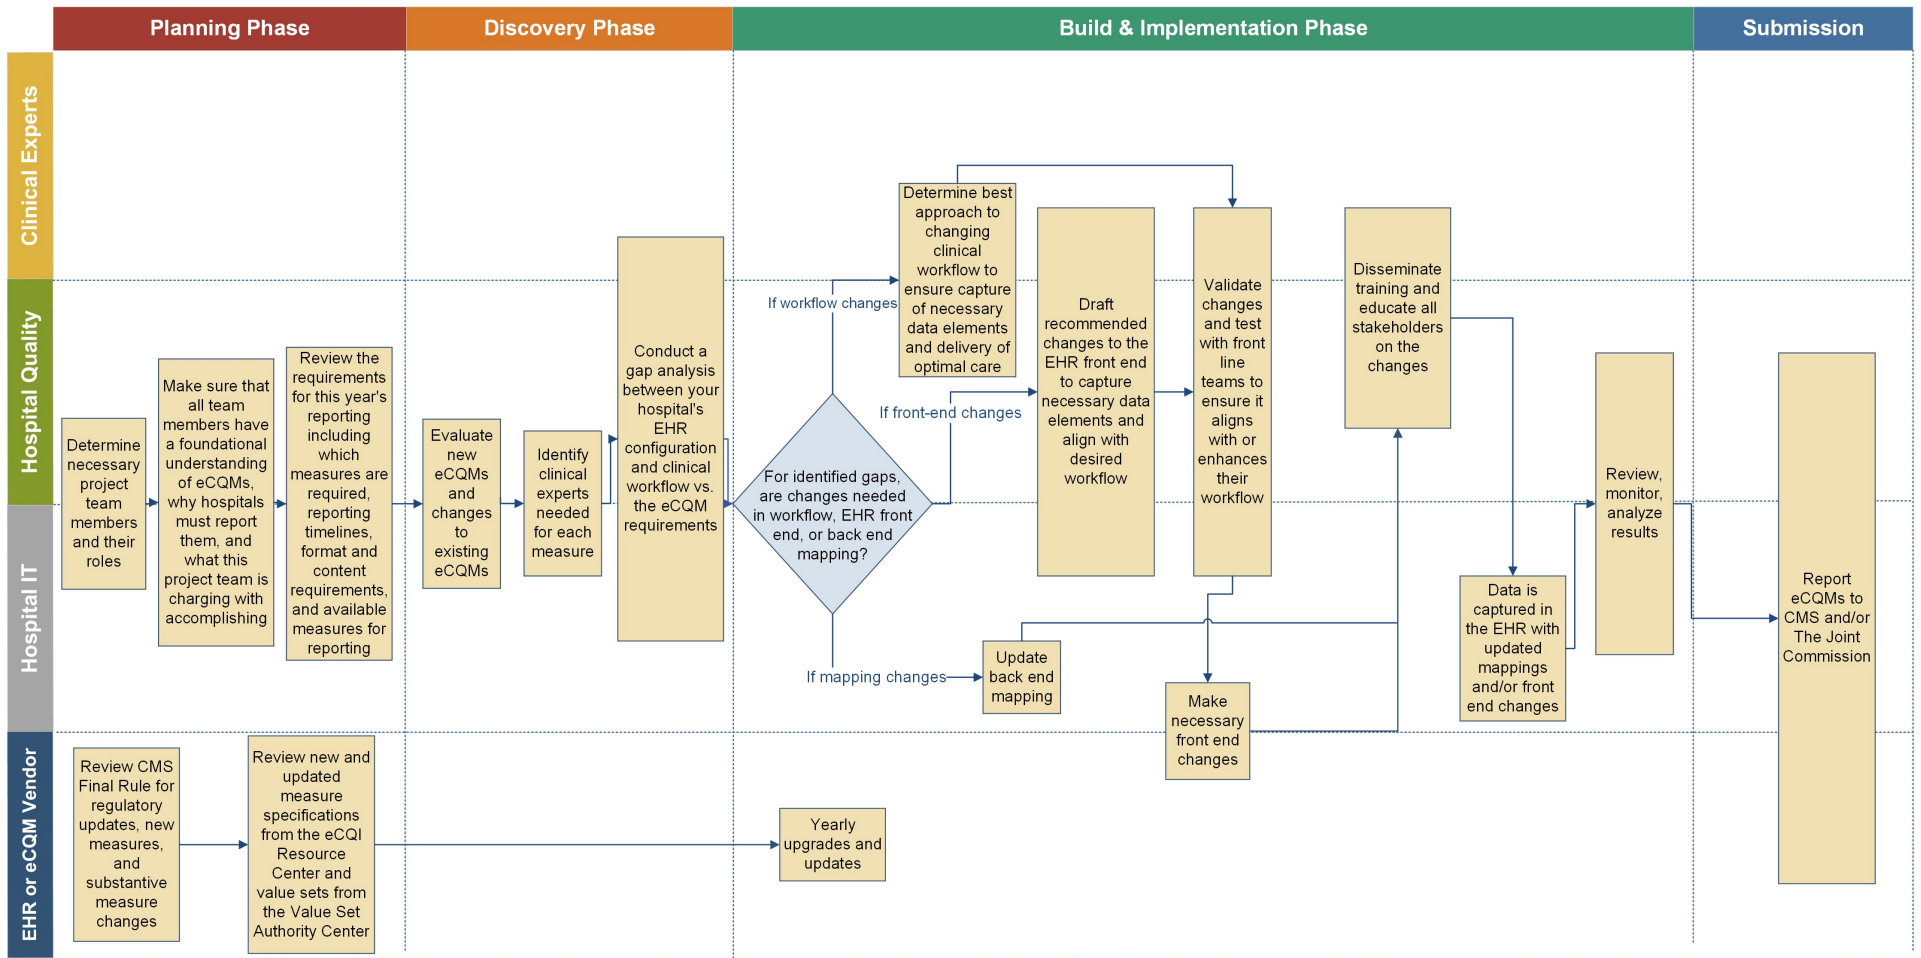 Planning Phase
Discovery Phase
Build & Implementation Phase
Submission
Clinical Experts
Hospital Quality
Hospital IT
EHR or eCQM Vendor
Determine
necessary
project
team
members
and their
roles
Make sure that
all team
members have
a foundational
understanding
of eCQMs,
why hospitals
must report
them, and
what this
project team is
charging with
accomplishing
Review the
requirements
for this year's
reporting
including
which
measures are
required,
reporting
timelines,
format and
content
requirements,
and available
measures for
reporting
Evaluate
new
eCQMs
and
changes
to
existing
eCQMs
Identify
clinical
experts
needed
for each
measure
Conduct a
gap analysis
between your
hospital's
EHR
configuration
and clinical
workflow vs.
the eCQM
requirements
For identified gaps,
are changes needed
in workflow, EHR front
end, or back end
mapping?
If workflow changes
If front-end changes
If mapping changes
Determine best
approach to
changing
clinical
workflow to
ensure capture
of necessary
data elements
and delivery of
optimal care
Draft
recommended
changes to the
EHR front end
to capture
necessary data
elements and
align with
desired
workflow
Validate
changes
and test
with front
line
teams to
ensure it
aligns
with or
enhances
their
workflow
Update
back end
mapping
Make
necessary
front end
changes
Disseminate
training and
educate all
stakeholders
on the
changes
Data is
captured in
the EHR with
updated
mappings
and/or front
end changes
Review,
monitor,
analyze
results
Report
eCQMs to
CMS and/or
The Joint
Commission
Review CMS
Final Rule for
regulatory
updates, new
measures,
and
substantive
measure
changes
Review new and
updated
measure
specifications
from the eCQI
Resource
Center and
value sets from
the Value Set
Authority Center
Yearly
upgrades and
updates